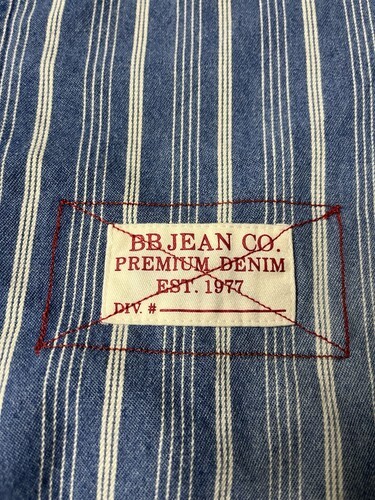 BB JEAN CO.
PREMIUM DENIM
EST. 1977
DIV. #